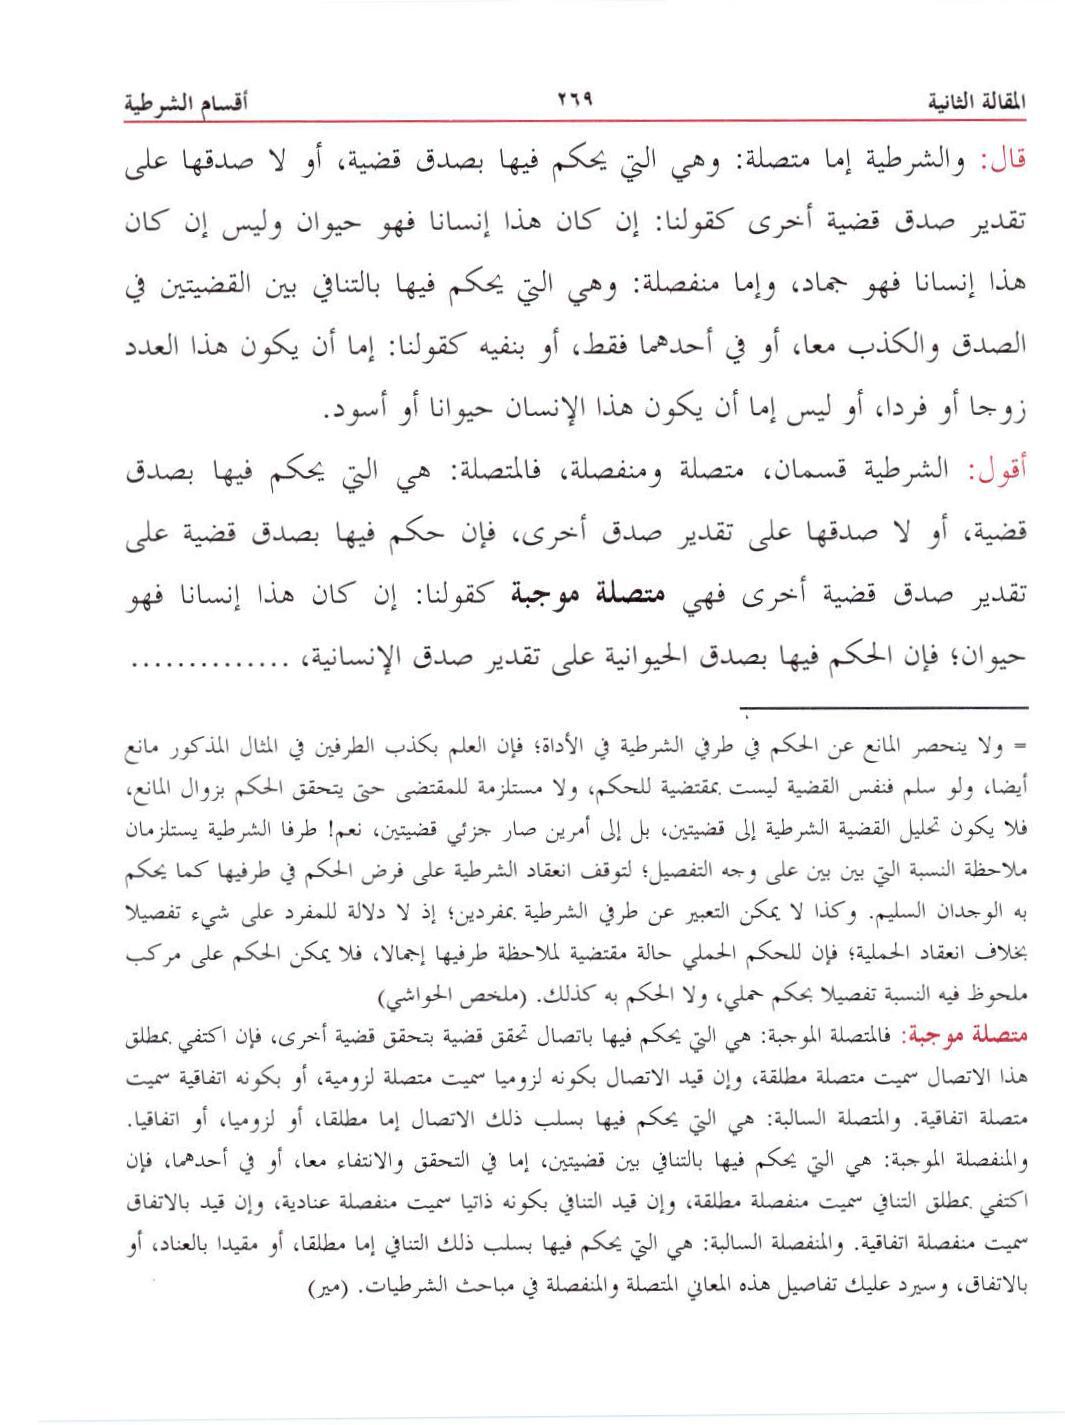 المقالة الثانية ٢٦٩ أقسام الشرطية
قال: والشرطية إما متصلة: وهي التي يحكم فيها بصدق قضية، أو لا صدقها على
تقدير صدق قضية أخرى كقولنا: إن كان هذا إنسانا فهو حيوان وليس إن كان
هذا إنسانا فهو جماد، وإما منفصلة: وهي التي يحكم فيها بالتنافي بين القضيتين في
الصدق والكذب معا، أو في أحدهما فقط، أو بنفيه كقولنا: إما أن يكون هذا العدد
زوجا أو فردا، أو ليس إما أن يكون هذا الإنسان حيوانا أو أسود.
أقول: الشرطية قسمان، متصلة ومنفصلة، فالمتصلة: هي التي يحكم فيها بصدق
قضية، أو لا صدقها على تقدير صدق أخرى، فإن حكم فيها بصدق قضية على
تقدير صدق قضية أخرى فهي متصلة موجبة كقولنا: إن كان هذا إنسانا فهو
حيوان؛ فإن الحكم فيها بصدق الحيوانية على تقدير صدق الإنسانية، ..............
= ولا ينحصر المانع عن الحكم في طرفي الشرطية في الأداة؛ فإن العلم بكذب الطرفين في المثال المذكور مانع
أيضا، ولو سلم فنفس القضية ليست بمقتضية للحكم، ولا مستلزمة للمقتضى حتى يتحقق الحكم بزوال المانع،
فلا يكون تحليل القضية الشرطية إلى قضيتين، بل إلى أمرين صار جزئي قضيتين، نعم! طرفا الشرطية يستلزمان
ملاحظة النسبة التي بين بين على وجه التفصيل؛ لتوقف انعقاد الشرطية على فرض الحكم في طرفيها كما يحكم
به الوجدان السليم. وكذا لا يمكن التعبير عن طرفي الشرطية بمفردين؛ إذ لا دلالة للمفرد على شيء تفصيلا
بخلاف انعقاد الحملية؛ فإن للحكم الحملي حالة مقتضية لملاحظة طرفيها إجمالا، فلا يمكن الحكم على مركب
ملحوظ فيه النسبة تفصيلا بحكم حملي، ولا الحكم به كذلك. (ملخص الحواشي)
متصلة موجبة: فالمتصلة الموجبة: هي التي يحكم فيها باتصال تحقق قضية بتحقق قضية أخرى، فإن اكتفي بمطلق
هذا الاتصال سميت متصلة مطلقة، وإن قيد الاتصال بكونه لزوميا سميت متصلة لزومية، أو بكونه اتفاقية سميت
متصلة اتفاقية. والمتصلة السالبة: هي التي يحكم فيها بسلب ذلك الاتصال إما مطلقا، أو لزوميا، أو اتفاقيا.
والمنفصلة الموجبة: هي التي يحكم فيها بالتنافي بين قضيتين، إما في التحقق والانتفاء معا، أو في أحدهما، فإن
اكتفي بمطلق التنافي سميت منفصلة مطلقة، وإن قيد التنافي بكونه ذاتيا سميت منفصلة عنادية، وإن قيد بالاتفاق
سميت منفصلة اتفاقية. والمنفصلة السالبة: هي التي يحكم فيها بسلب ذلك التنافي إما مطلقا، أو مقيدا بالعناد، أو
بالاتفاق، وسيرد عليك تفاصيل هذه المعاني المتصلة والمنفصلة في مباحث الشرطيات. (مير)